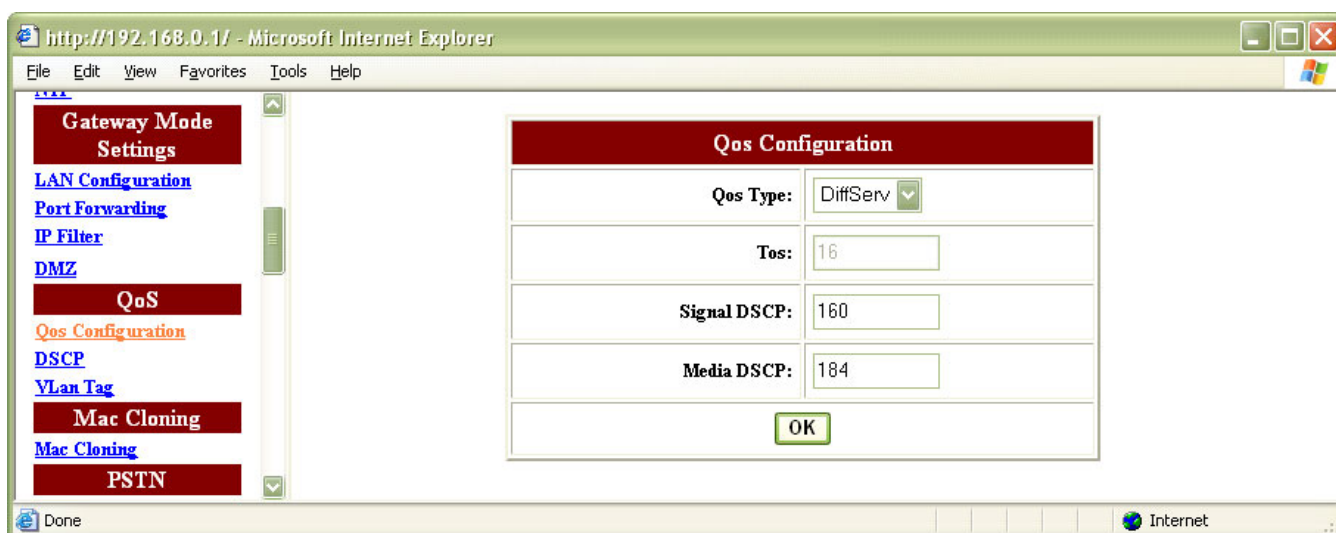 http://192.168.0.1/ - Microsoft Internet Explorer
File Edit View Favorites Tools Help
Gateway Mode
Settings
LAN Configuration
Port Forwarding
IP Filter
DMZ
QoS
Qos Configuration
DSCP
VLan Tag
Mac Cloning
Mac Cloning
PSTN
Qos Configuration
Qos Type: DiffServ
Tos: 16
Signal DSCP: 160
Media DSCP: 184
OK
Done
Internet